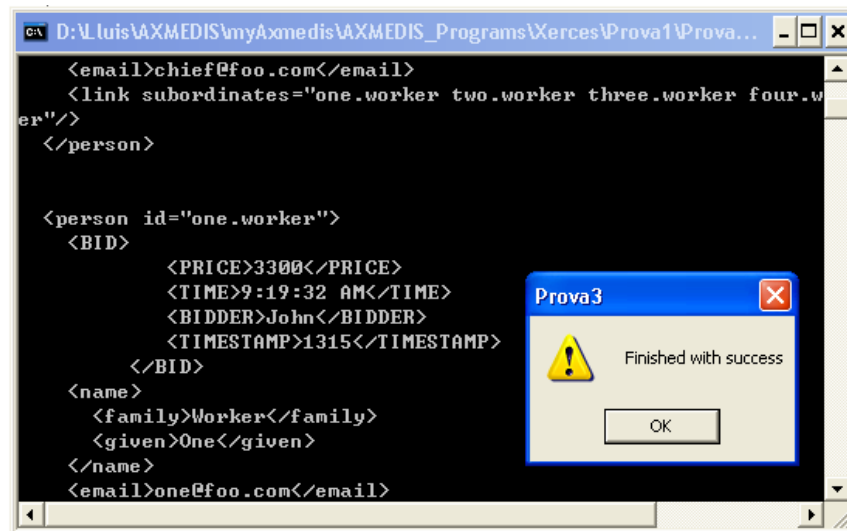 D:\Lluis\AXMEDIS\myAxmedis\AXMEDIS_Programs\Xerces\Prova1\Prova...
<email>chief@foo.com</email>
<link subordinates="one.worker two.worker three.worker four.w
er"/>
</person>
<person id="one.worker">
<BID>
<PRICE>3300</PRICE>
<TIME>9:19:32 AM</TIME>
<BIDDER>John</BIDDER>
<TIMESTAMP>1315</TIMESTAMP>
</BID>
<name>
<family>Worker</family>
<given>One</given>
</name>
<email>one@foo.com</email>
Prova3
Finished with success
OK